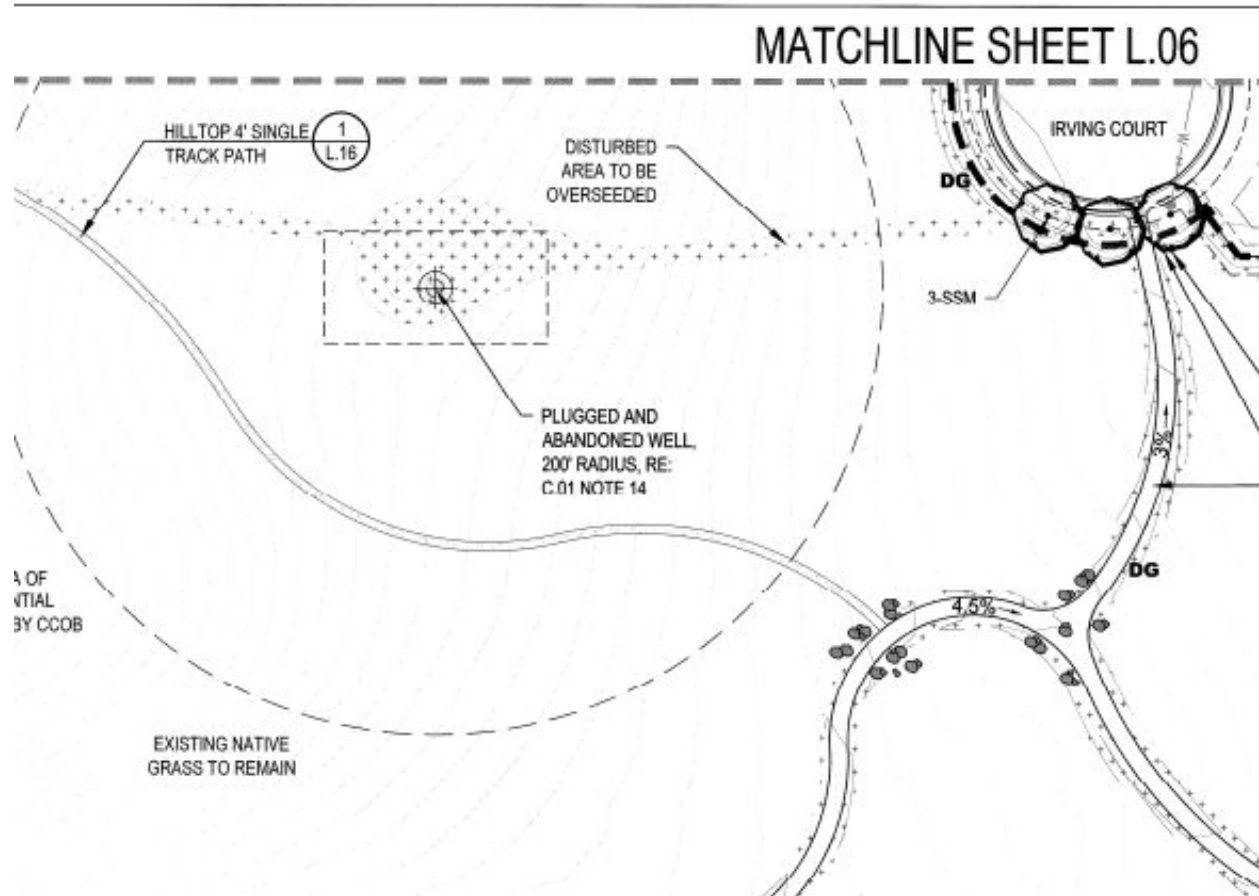 MATCHLINE SHEET L.06
HILLTOP 4' SINGLE
TRACK PATH
1
L.16
DISTURBED
AREA TO BE
OVERSEEDED
IRVING COURT
DG
3-SSM
PLUGGED AND
ABANDONED WELL,
200' RADIUS, RE:
C.01 NOTE 14
3%
DG
4.5%
A OF
NTIAL
BY CCOB
EXISTING NATIVE
GRASS TO REMAIN